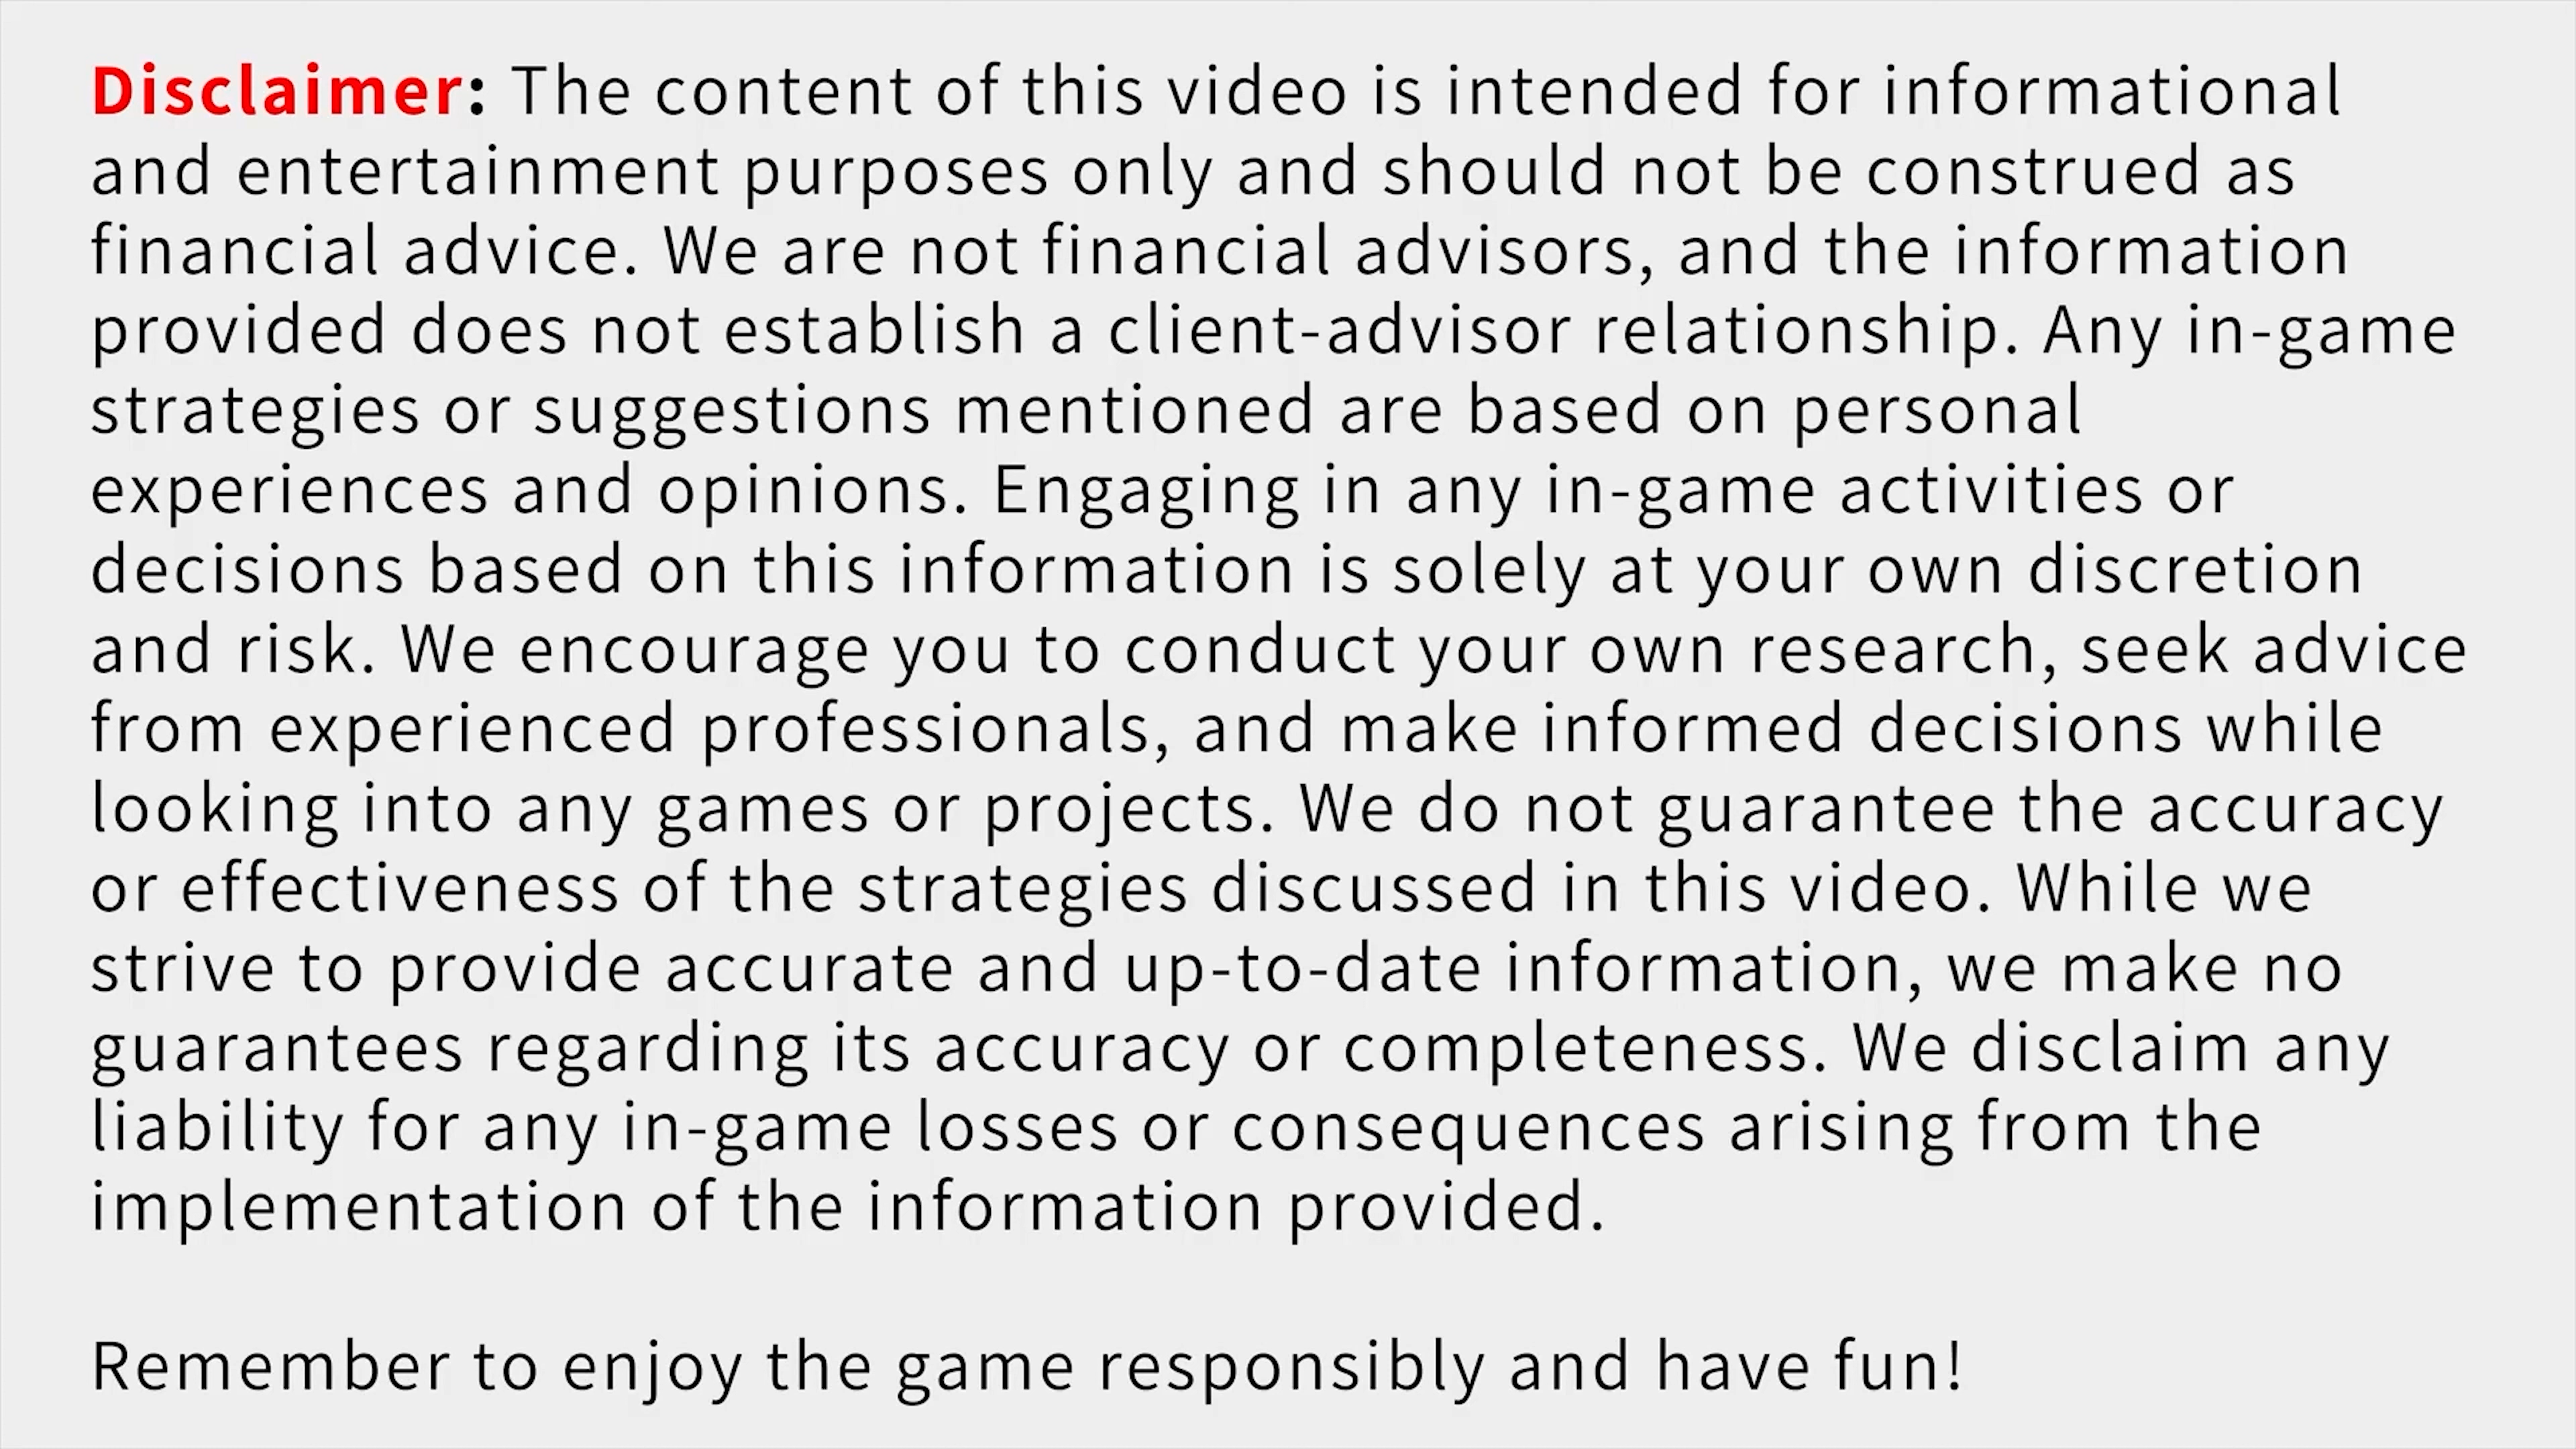 Disclaimer: The content of this video is intended for informational
and entertainment purposes only and should not be construed as
financial advice. We are not financial advisors, and the information
provided does not establish a client-advisor relationship. Any in-game
strategies or suggestions mentioned are based on personal
experiences and opinions. Engaging in any in-game activities or
decisions based on this information is solely at your own discretion
and risk. We encourage you to conduct your own research, seek advice
from experienced professionals, and make informed decisions while
looking into any games or projects. We do not guarantee the accuracy
or effectiveness of the strategies discussed in this video. While we
strive to provide accurate and up-to-date information, we make no
guarantees regarding its accuracy or completeness. We disclaim any
liability for any in-game losses or consequences arising from the
implementation of the information provided.
Remember to enjoy the game responsibly and have fun!